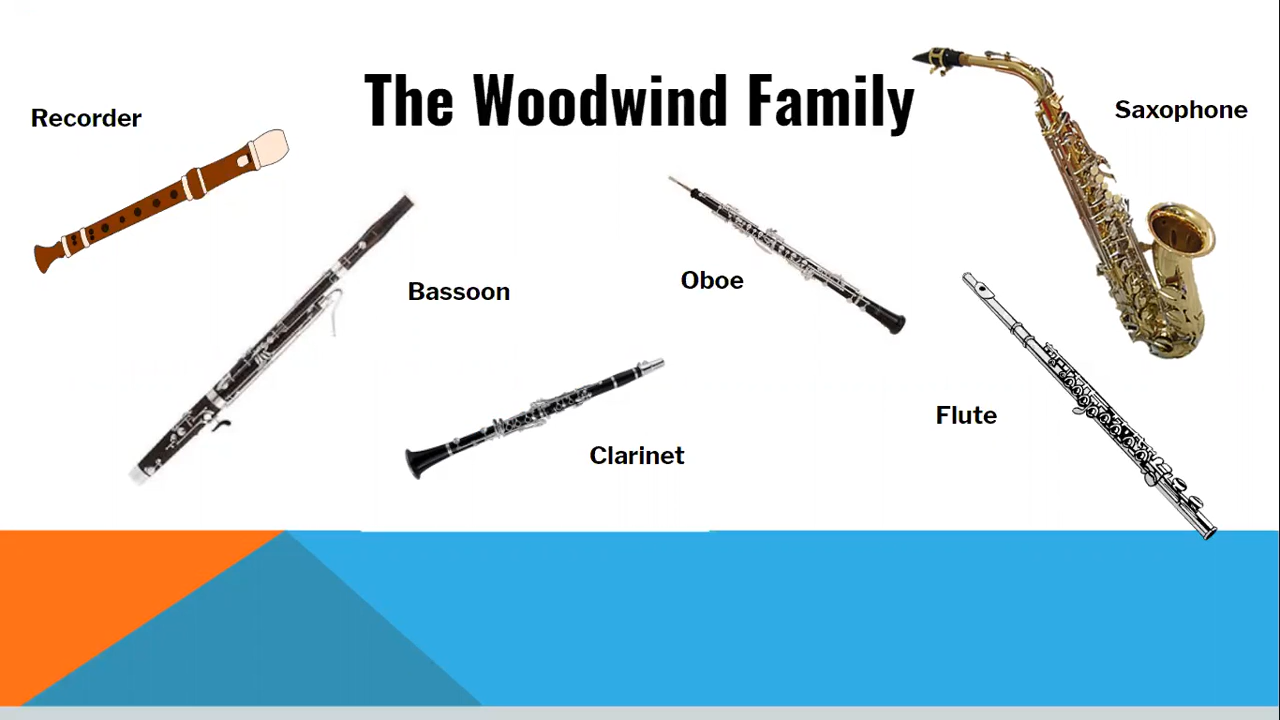 The Woodwind Family
Recorder
Saxophone
Bassoon
Oboe
Flute
Clarinet